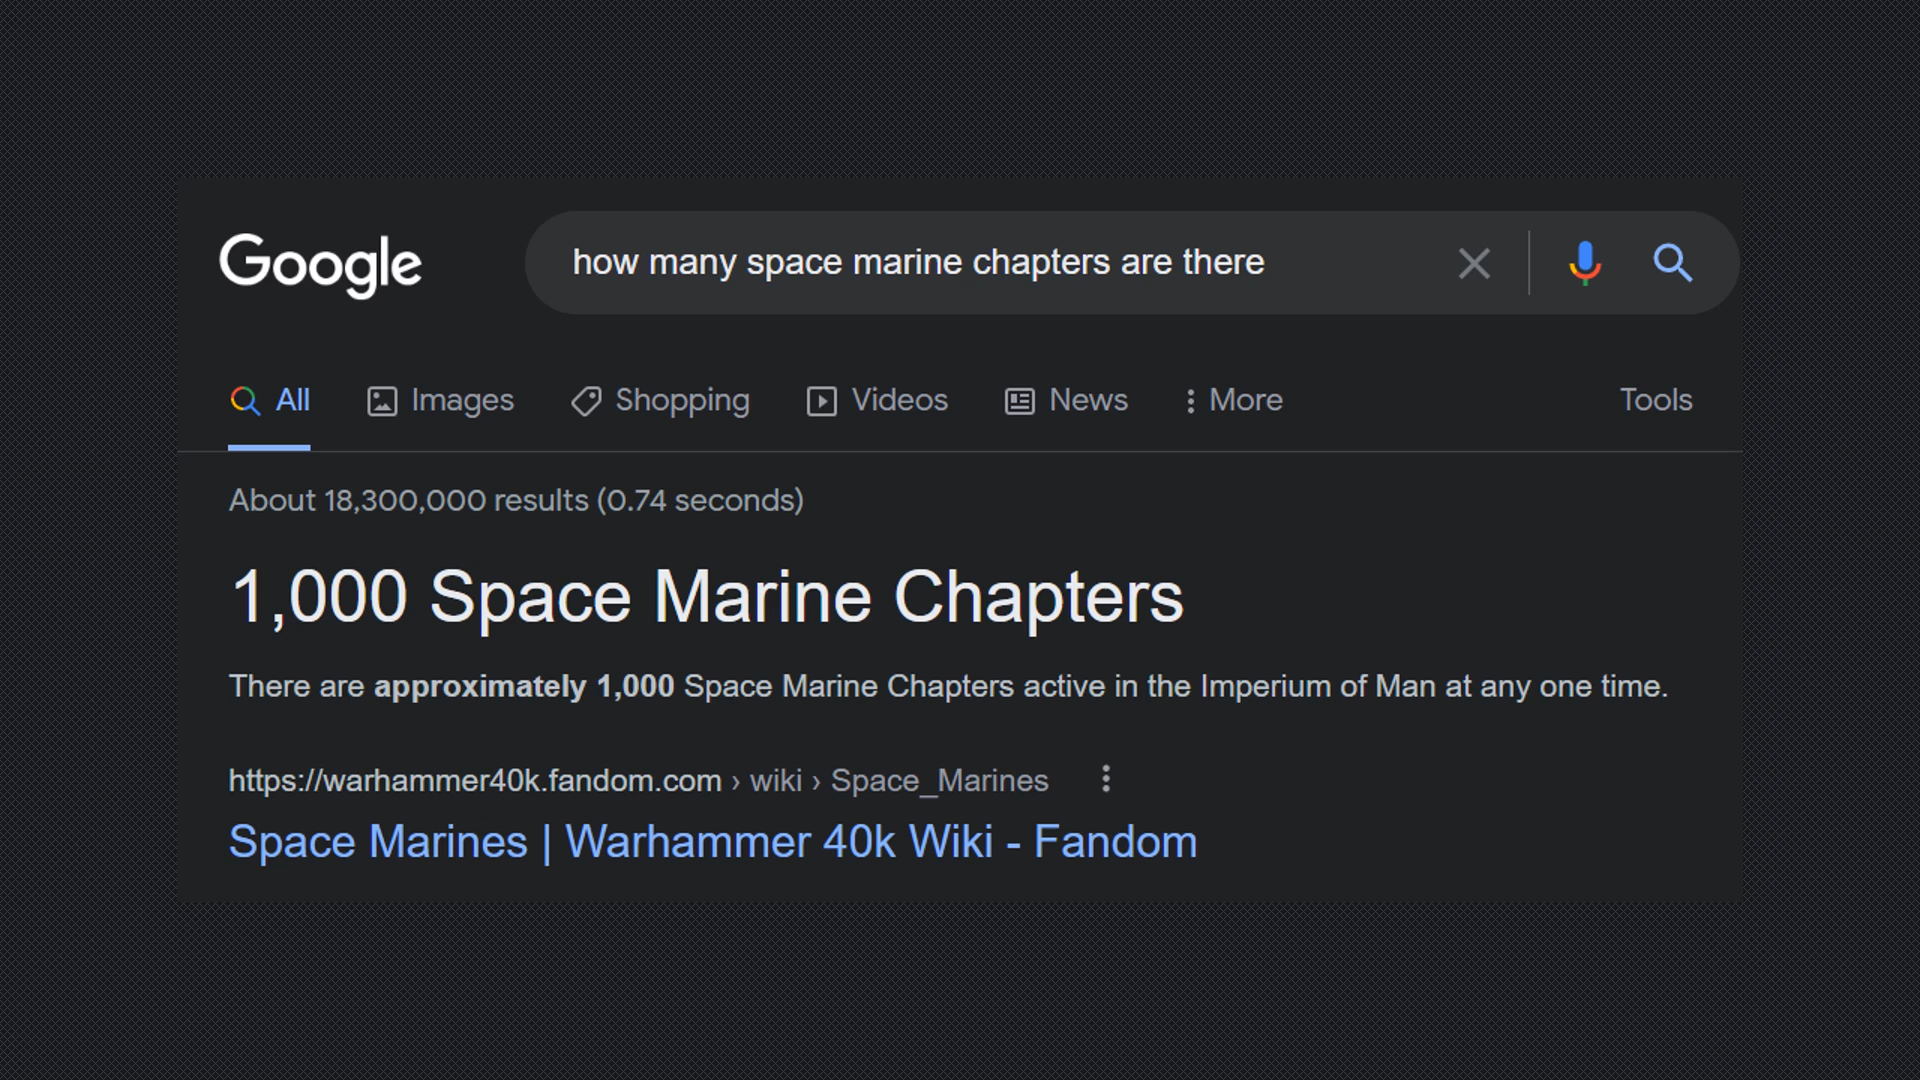 Google
how many space marine chapters are there
All Images Shopping Videos News More Tools
About 18,300,000 results (0.74 seconds)
1,000 Space Marine Chapters
There are approximately 1,000 Space Marine Chapters active in the Imperium of Man at any one time.
https://warhammer40k.fandom.com › wiki › Space_Marines
Space Marines | Warhammer 40k Wiki - Fandom